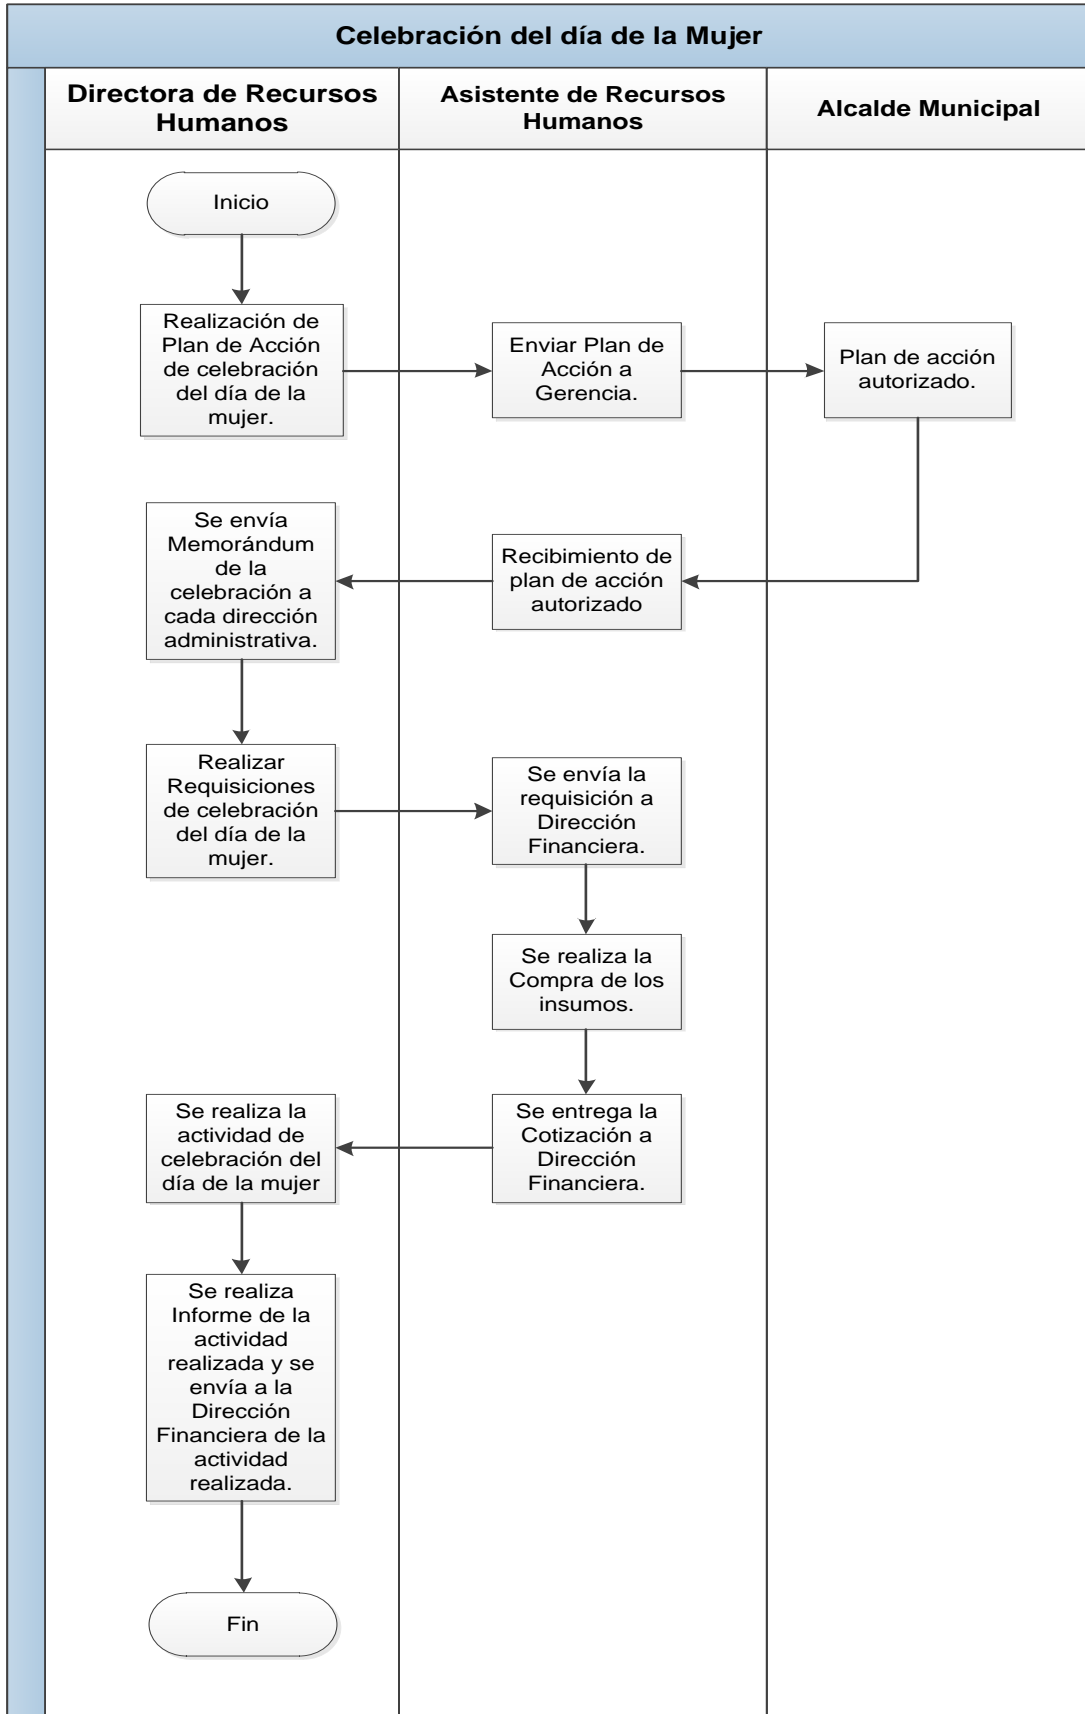 Celebración del día de la Mujer
Directora de Recursos
Humanos
Asistente de Recursos
Humanos
Alcalde Municipal
Inicio
Realización de
Plan de Acción
de celebración
del día de la
mujer.
Enviar Plan de
Acción a
Gerencia.
Plan de acción
autorizado.
Se envía
Memorándum
de la
celebración a
cada dirección
administrativa.
Recibimiento de
plan de acción
autorizado
Realizar
Requisiciones
de celebración
del día de la
mujer.
Se envía la
requisición a
Dirección
Financiera.
Se realiza la
Compra de los
insumos.
Se realiza la
actividad de
celebración del
día de la mujer
Se entrega la
Cotización a
Dirección
Financiera.
Se realiza
Informe de la
actividad
realizada y se
envía a la
Dirección
Financiera de la
actividad
realizada.
Fin